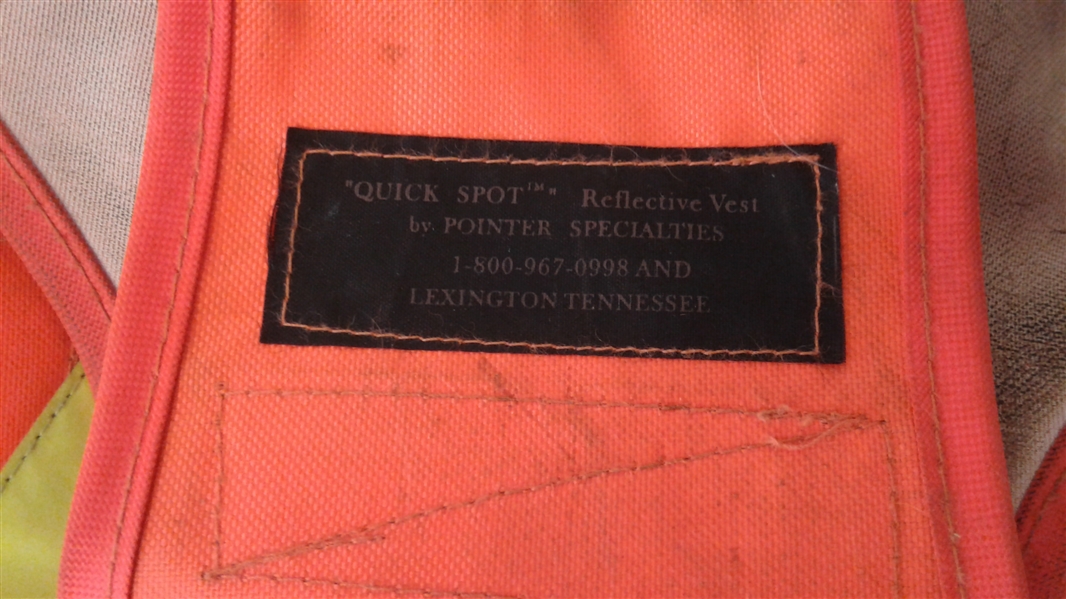 "QUICK SPOT™" Reflective Vest
by POINTER SPECIALTIES
1-800-967-0998 AND
LEXINGTON TENNESSEE